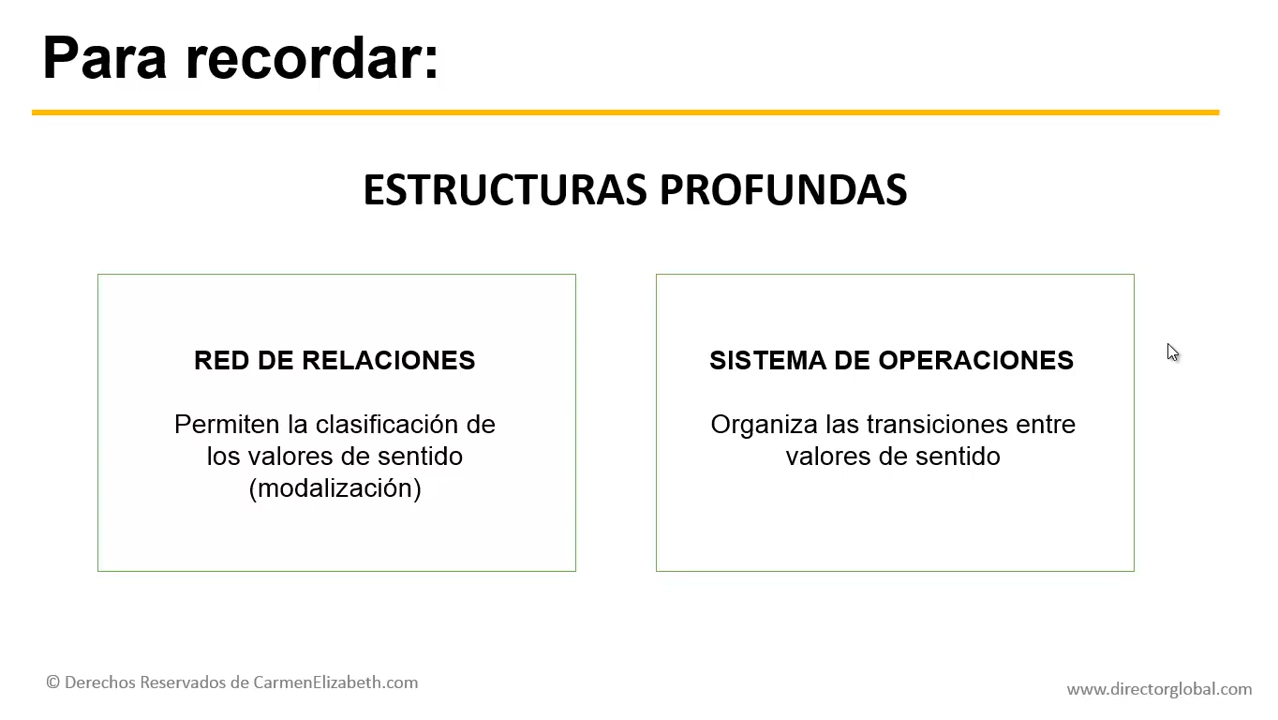 Para recordar:
ESTRUCTURAS PROFUNDAS
RED DE RELACIONES
Permiten la clasificación de
los valores de sentido
(modalización)
SISTEMA DE OPERACIONES
Organiza las transiciones entre
valores de sentido
© Derechos Reservados de CarmenElizabeth.com
www.directorglobal.com